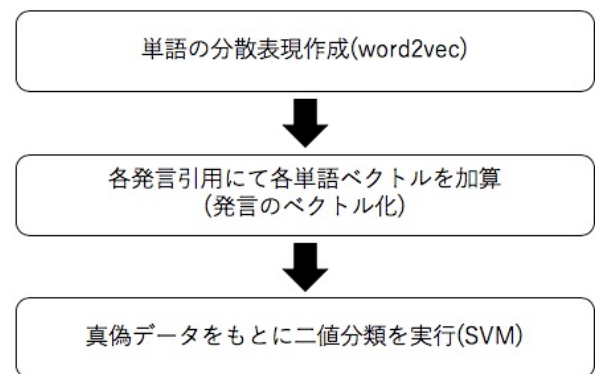 単語の分散表現作成(word2vec)
各発言引用にて各単語ベクトルを加算
(発言のベクトル化)
真偽データをもとに二値分類を実行(SVM)